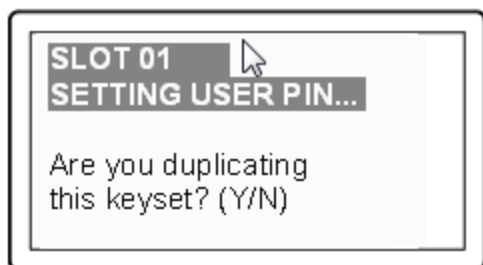 SLOT 01
SETTING USER PIN...
Are you duplicating
this keyset? (Y/N)